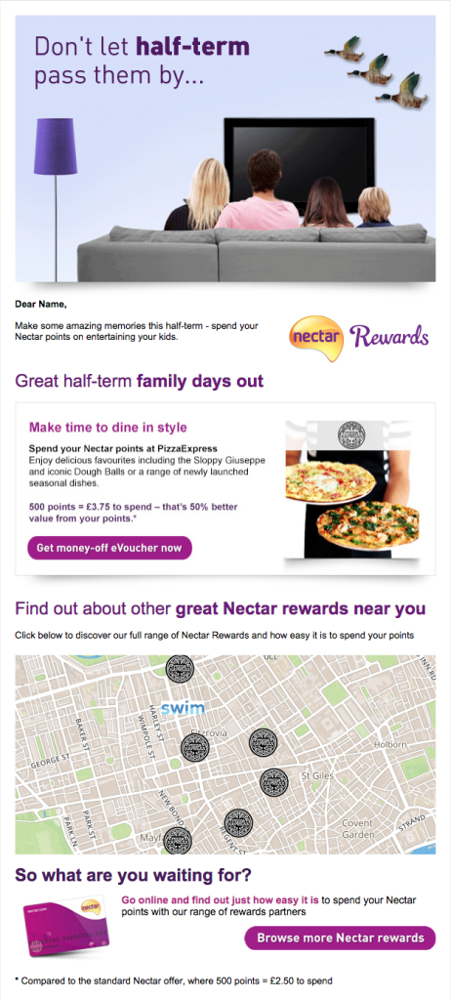 Don't let half-term
pass them by...
Dear Name,
Make some amazing memories this half-term - spend your
Nectar points on entertaining your kids.
nectar Rewards
Great half-term family days out
Make time to dine in style
Spend your Nectar points at PizzaExpress
Enjoy delicious favourites including the Sloppy Giuseppe
and iconic Dough Balls or a range of newly launched
seasonal dishes.
500 points = £3.75 to spend – that's 50% better
value from your points.*
Get money-off eVoucher now
Find out about other great Nectar rewards near you
Click below to discover our full range of Nectar Rewards and how easy it is to spend your points
UCL
INN RD
swim
HARLEY ST
WIMPOLE ST
BAKER ST
Fitzrovia
Holborn
GEORGE ST
St Giles
NEW BOND
PARK ST
PARK LN.
REGENT ST
Covent
Garden
STRAND
Mayf
So what are you waiting for?
nectar.com
nectar
Go online and find out just how easy it is to spend your Nectar
points with our range of rewards partners
Browse more Nectar rewards
* Compared to the standard Nectar offer, where 500 points = £2.50 to spend